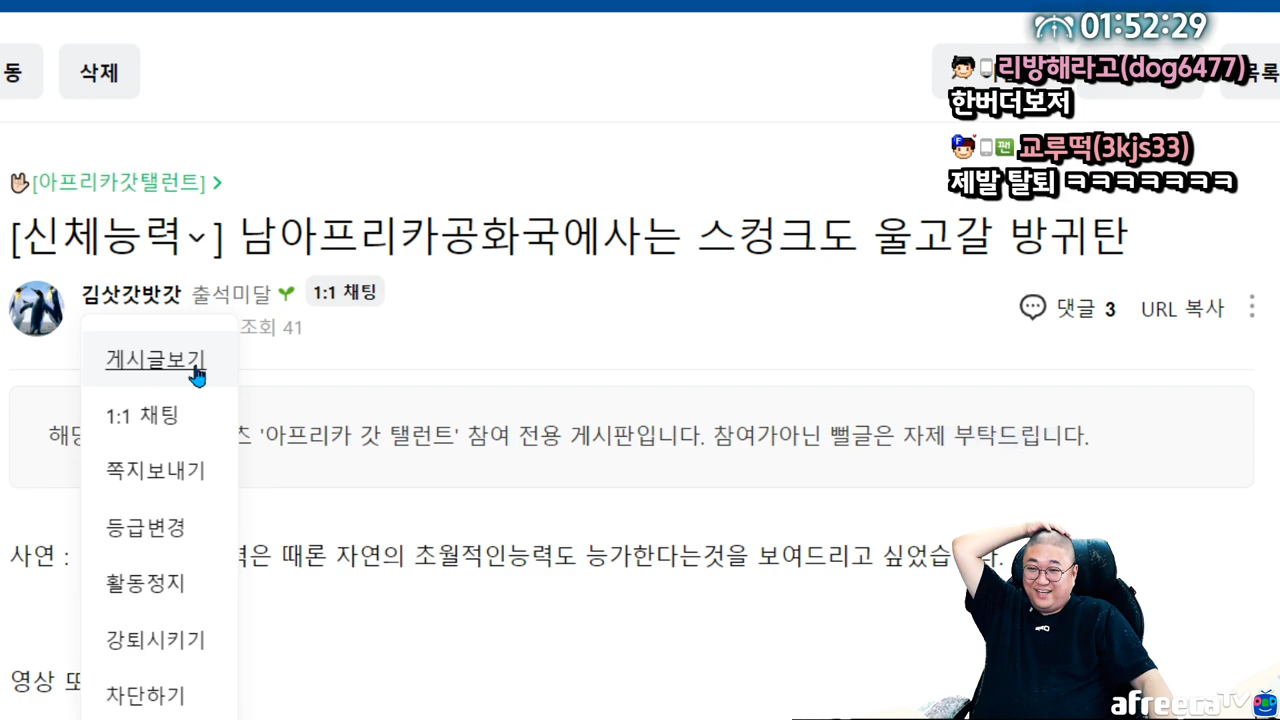 01:52:29
동
삭제
목록
리방해라고(dog6477)
한버더보저
F 팬 교루떡(3kjs33)
제발 탈퇴 ㅋㅋㅋㅋㅋㅋㅋ
[아프리카갓탤런트]
[신체능력] 남아프리카공화국에사는 스컹크도 울고갈 방귀탄
김삿갓밧갓 출석미달 1:1 채팅
조회 41
댓글 3 URL 복사
게시글보기
1:1 채팅
해당 '아프리카 갓 탤런트' 참여 전용 게시판입니다. 참여가아닌 뻘글은 자제 부탁드립니다.
쪽지보내기
등급변경
사연 : 은 때론 자연의 초월적인능력도 능가한다는것을 보여드리고 싶었습
활동정지
강퇴시키기
영상
차단하기
afreecaTV